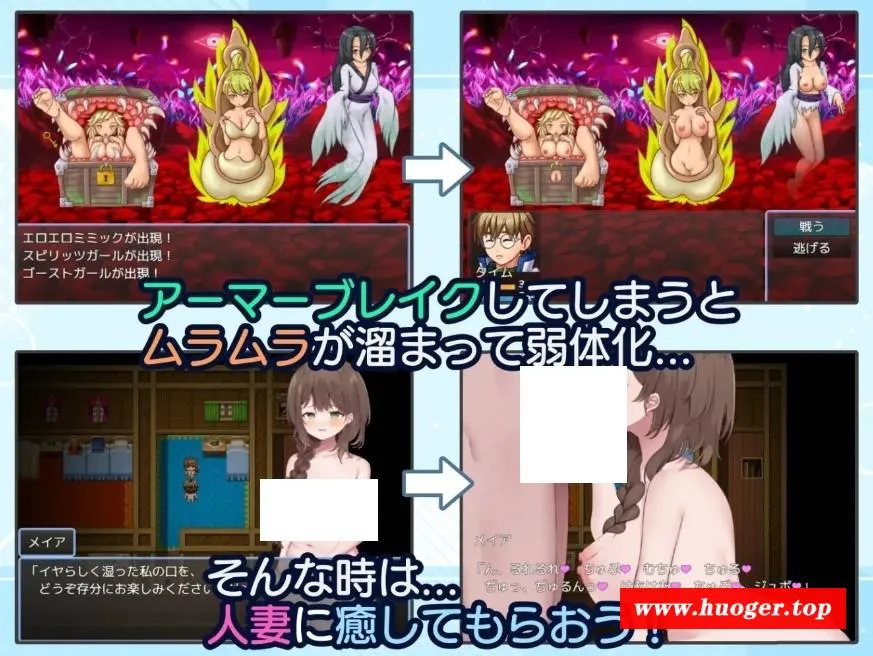 エロエロミミックが出現！
スピリッツガールが出現！
ゴーストガールが出現！
タイム
戦う
逃げる
アーマーブレイクしてしまうと
ムラムラが溜まって弱体化…
メイア
「イヤらしく湿った私の口を、
どうぞ存分にお楽しみください
メイア
そんな時は…
人妻に癒してもらおう！
www.huoger.top